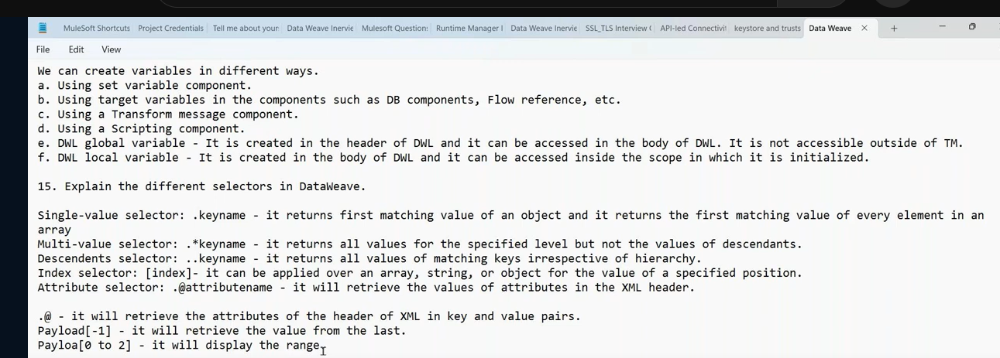 MuleSoft Shortcuts Project Credentials Tell me about your Data Weave Inervie Mulesoft Question: Runtime Manager I Data Weave Inervie SSL_TLS Interview ( API-led Connectivit keystore and trusts Data Weave
File Edit View
We can create variables in different ways.
a. Using set variable component.
b. Using target variables in the components such as DB components, Flow reference, etc.
c. Using a Transform message component.
d. Using a Scripting component.
e. DWL global variable - It is created in the header of DWL and it can be accessed in the body of DWL. It is not accessible outside of TM.
f. DWL local variable - It is created in the body of DWL and it can be accessed inside the scope in which it is initialized.
15. Explain the different selectors in DataWeave.
Single-value selector: .keyname - it returns first matching value of an object and it returns the first matching value of every element in an
array
Multi-value selector: .*keyname - it returns all values for the specified level but not the values of descendants.
Descendents selector: ..keyname - it returns all values of matching keys irrespective of hierarchy.
Index selector: [index]- it can be applied over an array, string, or object for the value of a specified position.
Attribute selector: .@attributename - it will retrieve the values of attributes in the XML header.
.@ - it will retrieve the attributes of the header of XML in key and value pairs.
Payload[-1] - it will retrieve the value from the last.
Payloa[0 to 2] - it will display the range.